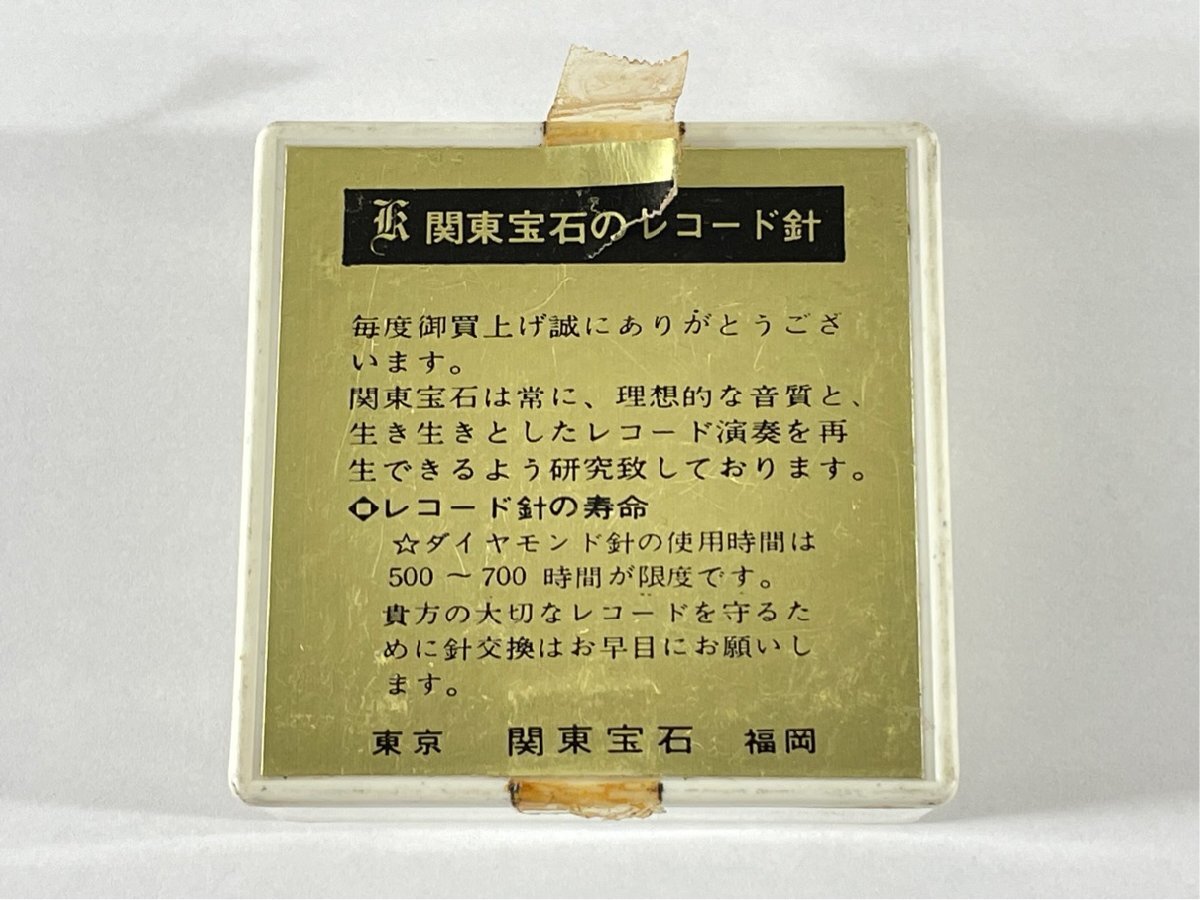 K 関東宝石のレコード針
毎度御買上げ誠にありがとうござ
います。
関東宝石は常に、理想的な音質と、
生き生きとしたレコード演奏を再
生できるよう研究致しております。
◇レコード針の寿命
☆ダイヤモンド針の使用時間は
500～700 時間が限度です。
貴方の大切なレコードを守るた
めに針交換はお早目にお願いし
ます。
東京 関東宝石 福岡